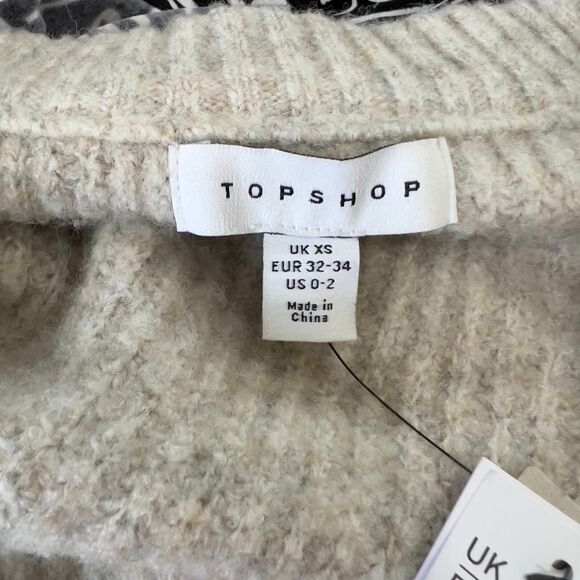 TOPSHOP
UK XS
EUR 32-34
US 0-2
Made in
China
UK